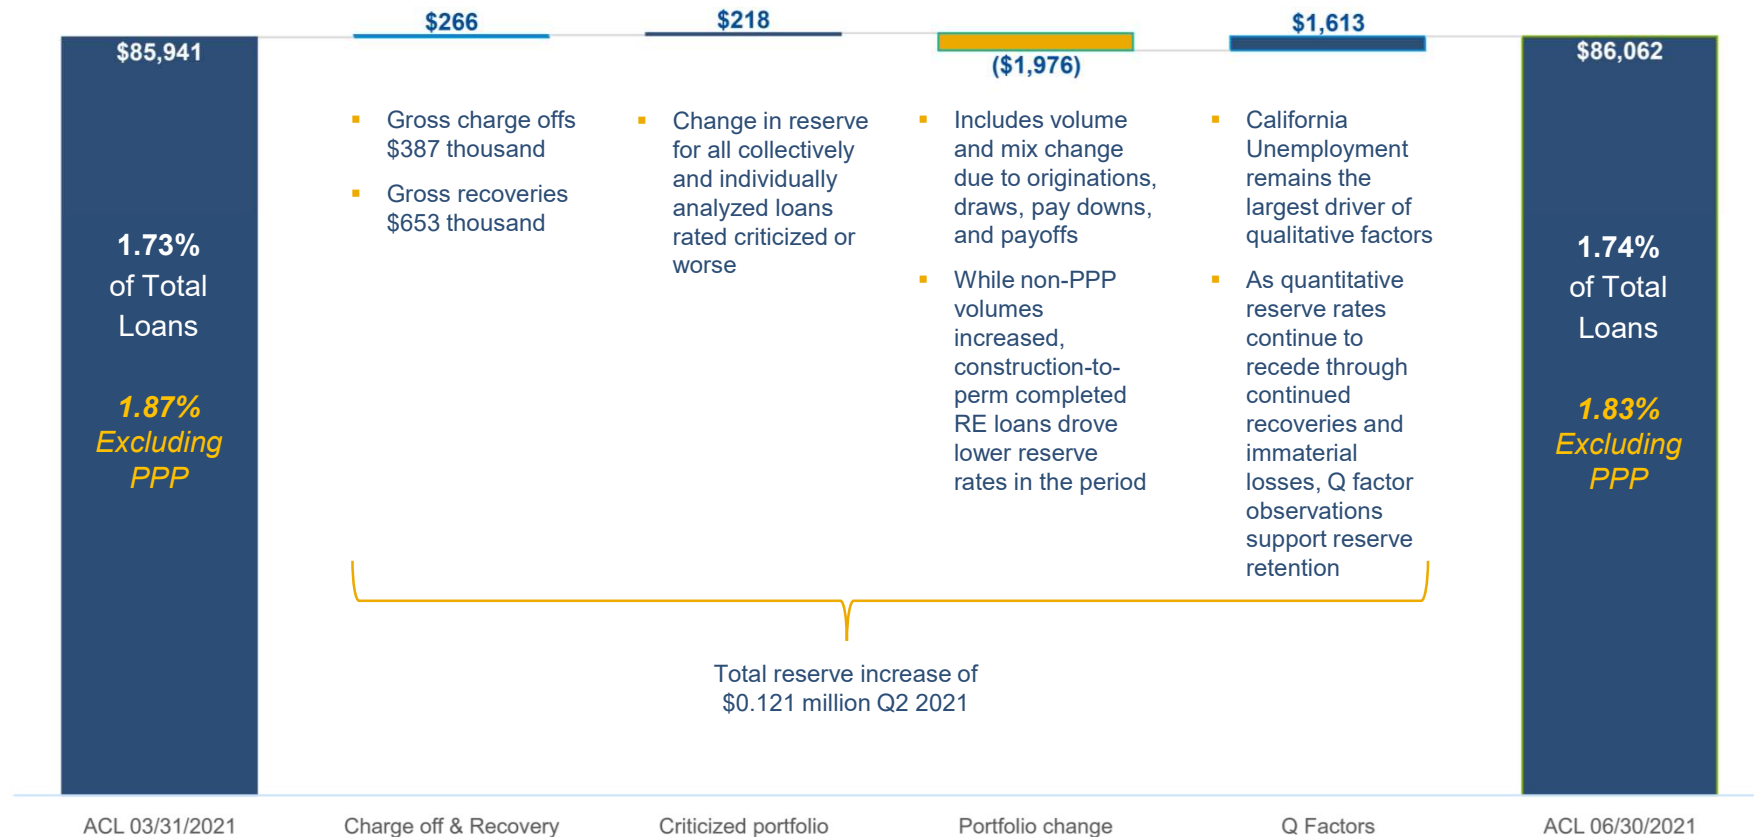 $85,941
1.73%
of Total
Loans
1.87%
Excluding
PPP
ACL 03/31/2021
$266
▪ Gross charge offs
$387 thousand
▪ Gross recoveries
$653 thousand
Charge off & Recovery
$218
▪ Change in reserve
for all collectively
and individually
analyzed loans
rated criticized or
worse
Criticized portfolio
($1,976)
▪ Includes volume
and mix change
due to originations,
draws, pay downs,
and payoffs
▪ While non-PPP
volumes
increased,
construction-to-
perm completed
RE loans drove
lower reserve
rates in the period
Portfolio change
$1,613
▪ California
Unemployment
remains the
largest driver of
qualitative factors
▪ As quantitative
reserve rates
continue to
recede through
continued
recoveries and
immaterial
losses, Q factor
observations
support reserve
retention
Q Factors
Total reserve increase of
$0.121 million Q2 2021
$86,062
1.74%
of Total
Loans
1.83%
Excluding
PPP
ACL 06/30/2021